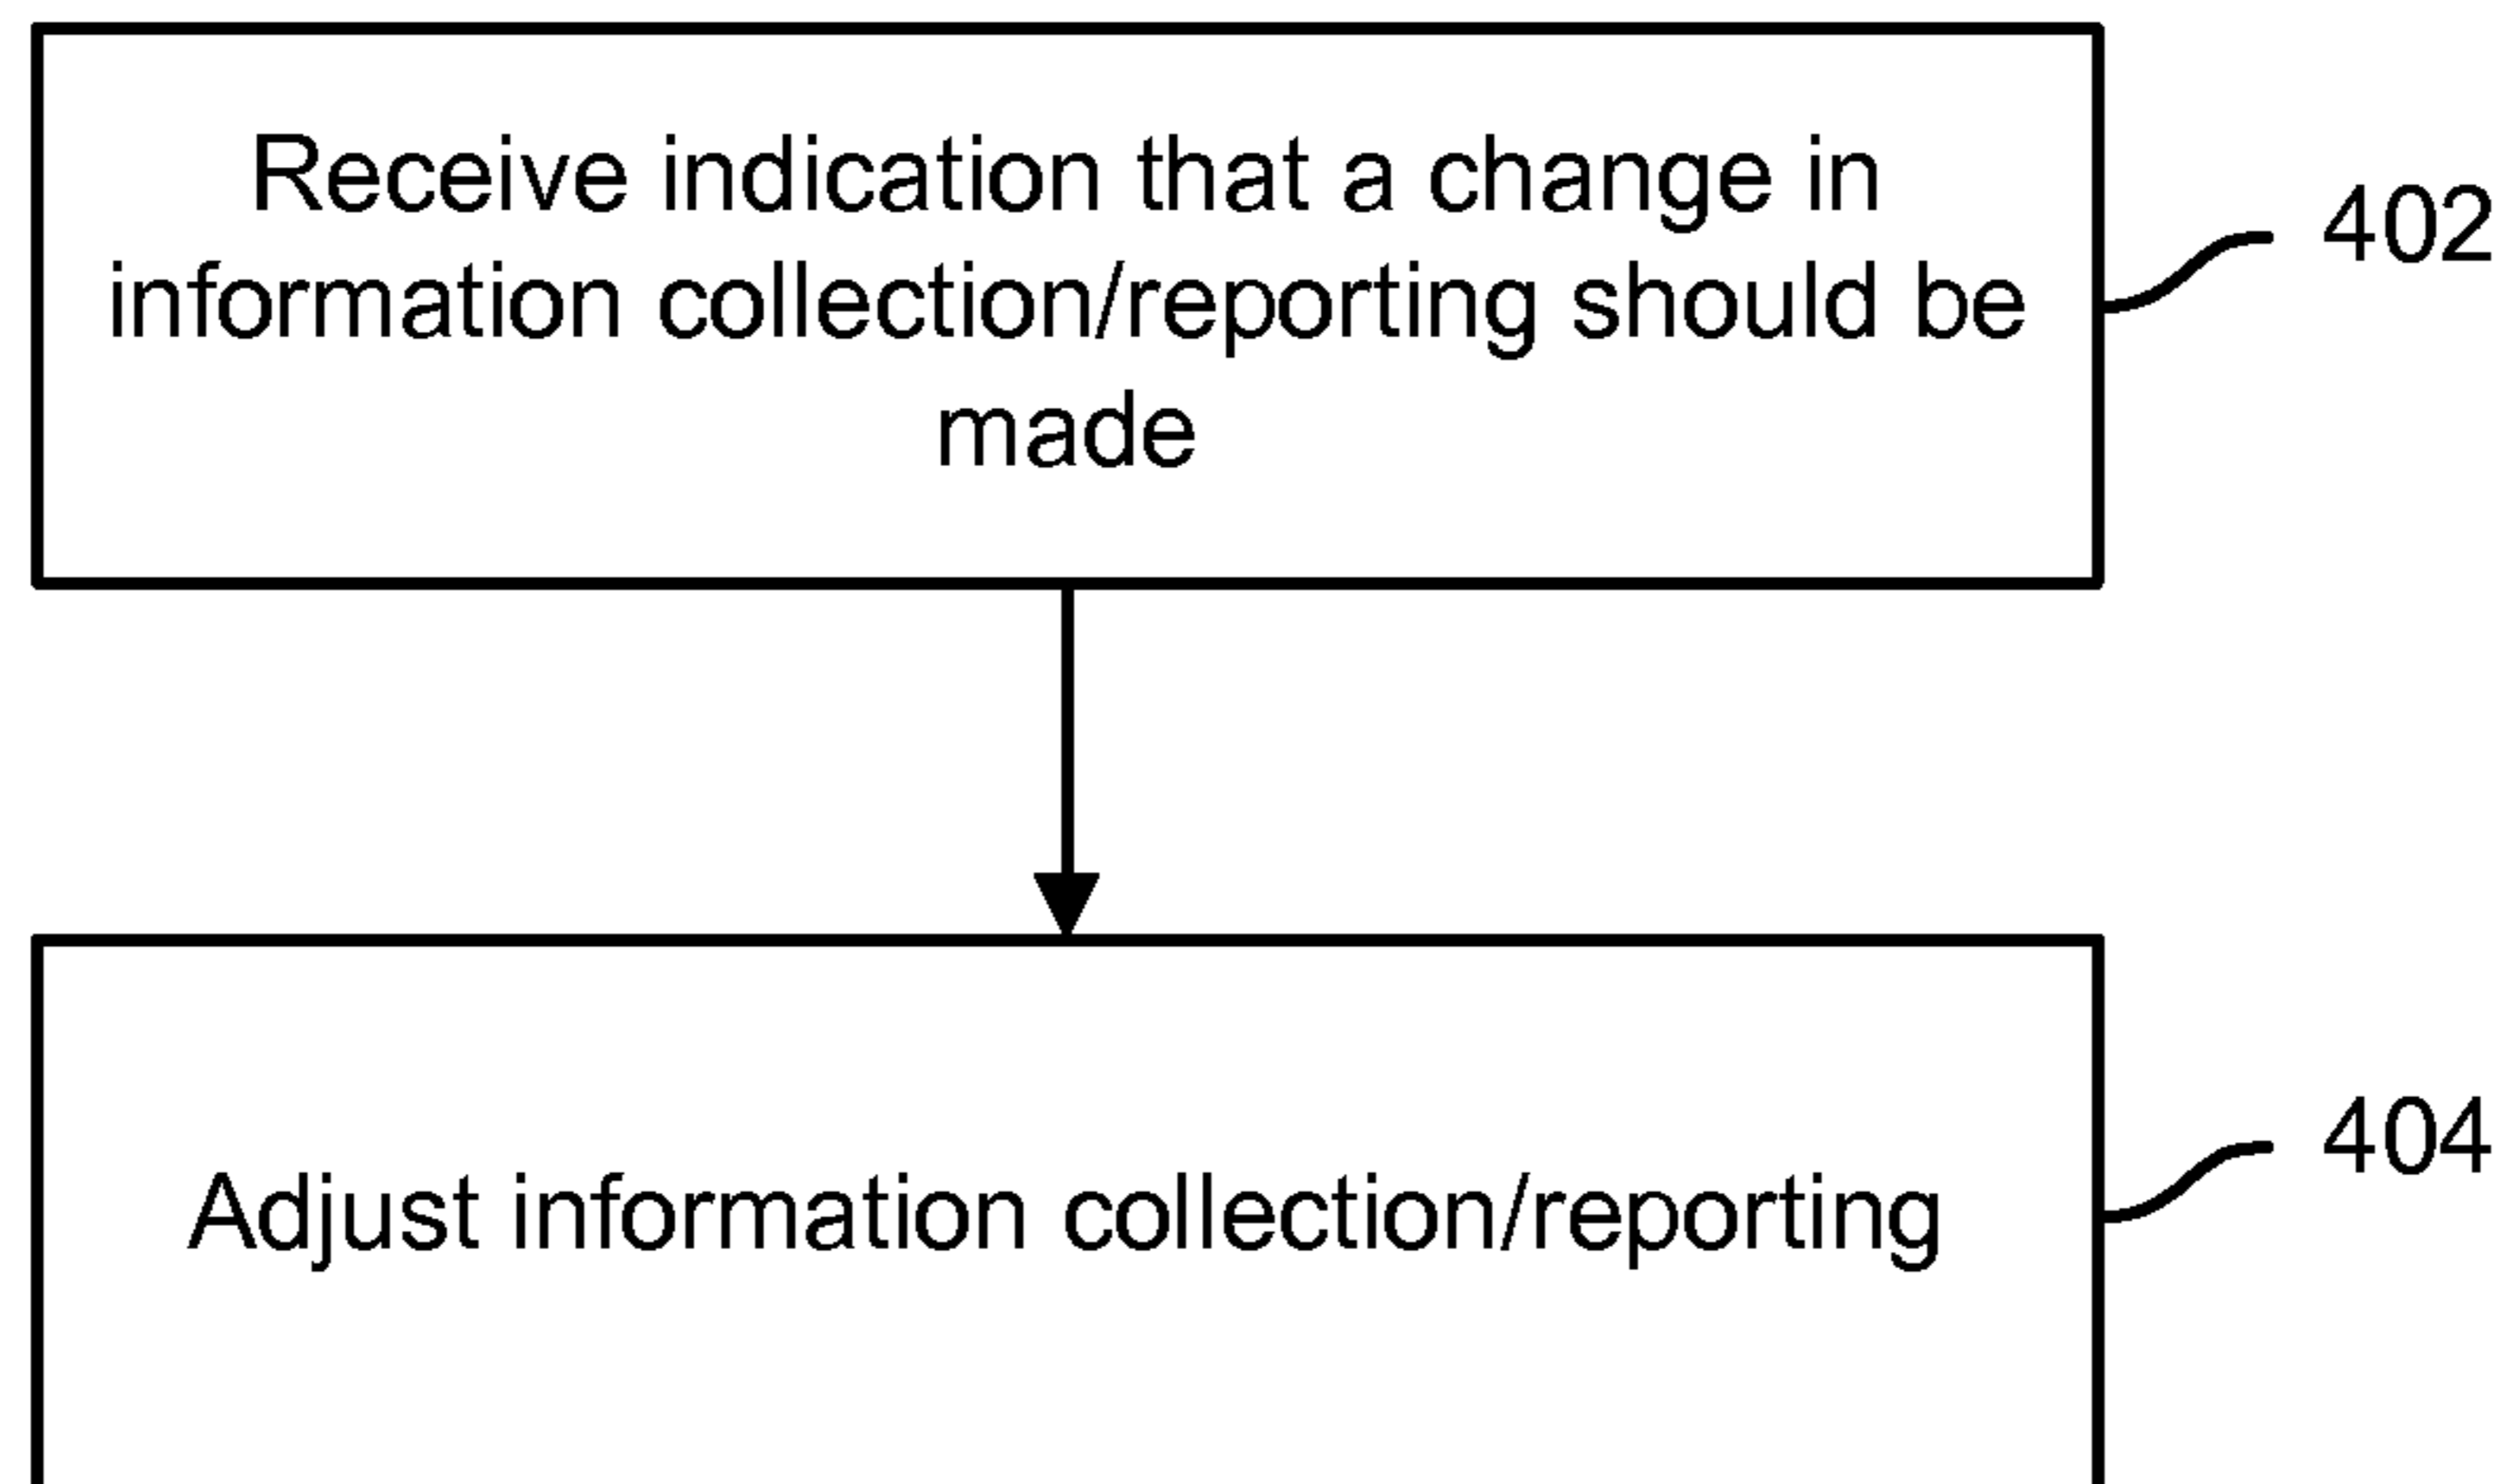 Receive indication that a change in
information collection/reporting should be
made
402
Adjust information collection/reporting
404